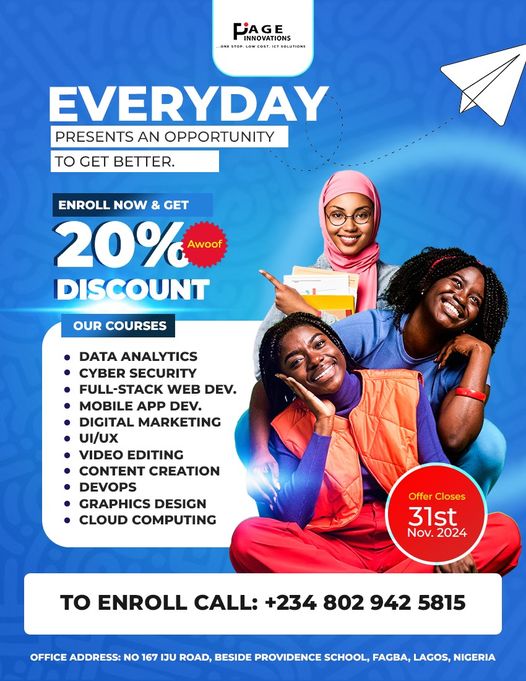 PAGE
INNOVATIONS
...ONE STOP. LOW COST. ICT SOLUTIONS
EVERYDAY
PRESENTS AN OPPORTUNITY
TO GET BETTER.
ENROLL NOW & GET
20%
Awoof
DISCOUNT
OUR COURSES
DATA ANALYTICS
CYBER SECURITY
FULL-STACK WEB DEV.
MOBILE APP DEV.
DIGITAL MARKETING
UI/UX
VIDEO EDITING
CONTENT CREATION
DEVOPS
GRAPHICS DESIGN
CLOUD COMPUTING
Offer Closes
31st
Nov. 2024
TO ENROLL CALL: +234 802 942 5815
OFFICE ADDRESS: NO 167 IJU ROAD, BESIDE PROVIDENCE SCHOOL, FAGBA, LAGOS, NIGERIA